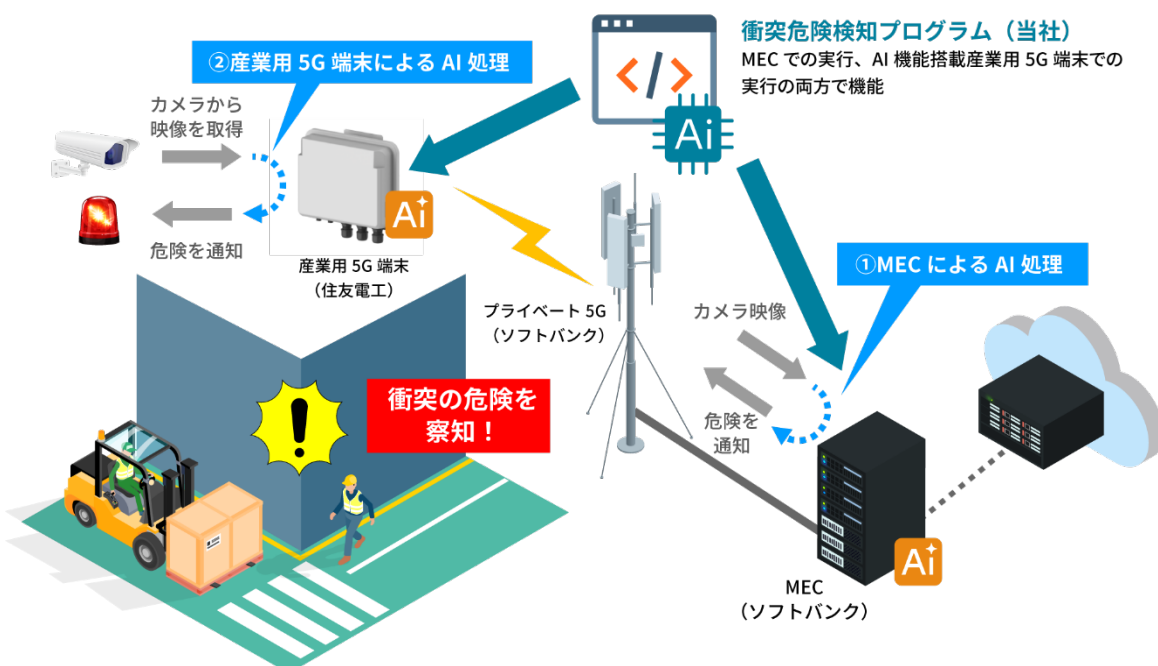 衝突危険検知プログラム（当社）
MEC での実行、AI 機能搭載産業用 5G 端末での
実行の両方で機能
Ai
②産業用 5G 端末による AI 処理
カメラから
映像を取得
危険を通知
Ai
産業用 5G 端末
（住友電工）
プライベート 5G
（ソフトバンク）
①MEC による AI 処理
カメラ映像
危険を
通知
衝突の危険を
察知！
Ai
MEC
（ソフトバンク）